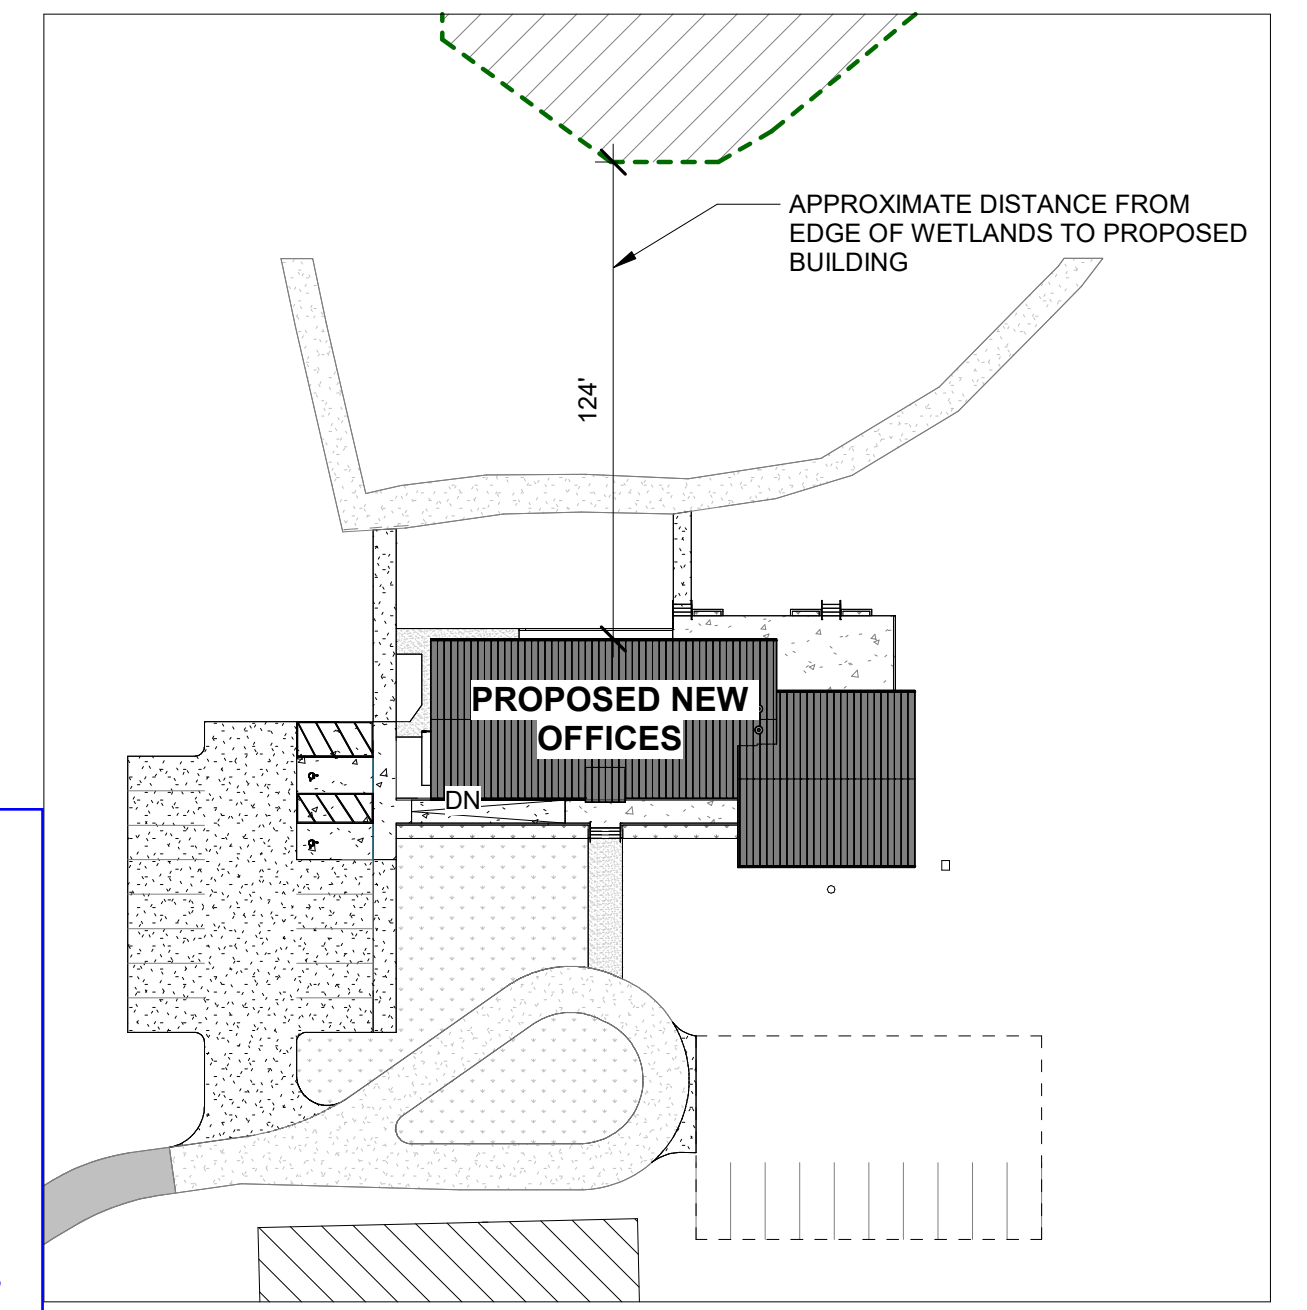 APPROXIMATE DISTANCE FROM
EDGE OF WETLANDS TO PROPOSED
BUILDING
124'
PROPOSED NEW
OFFICES
DN